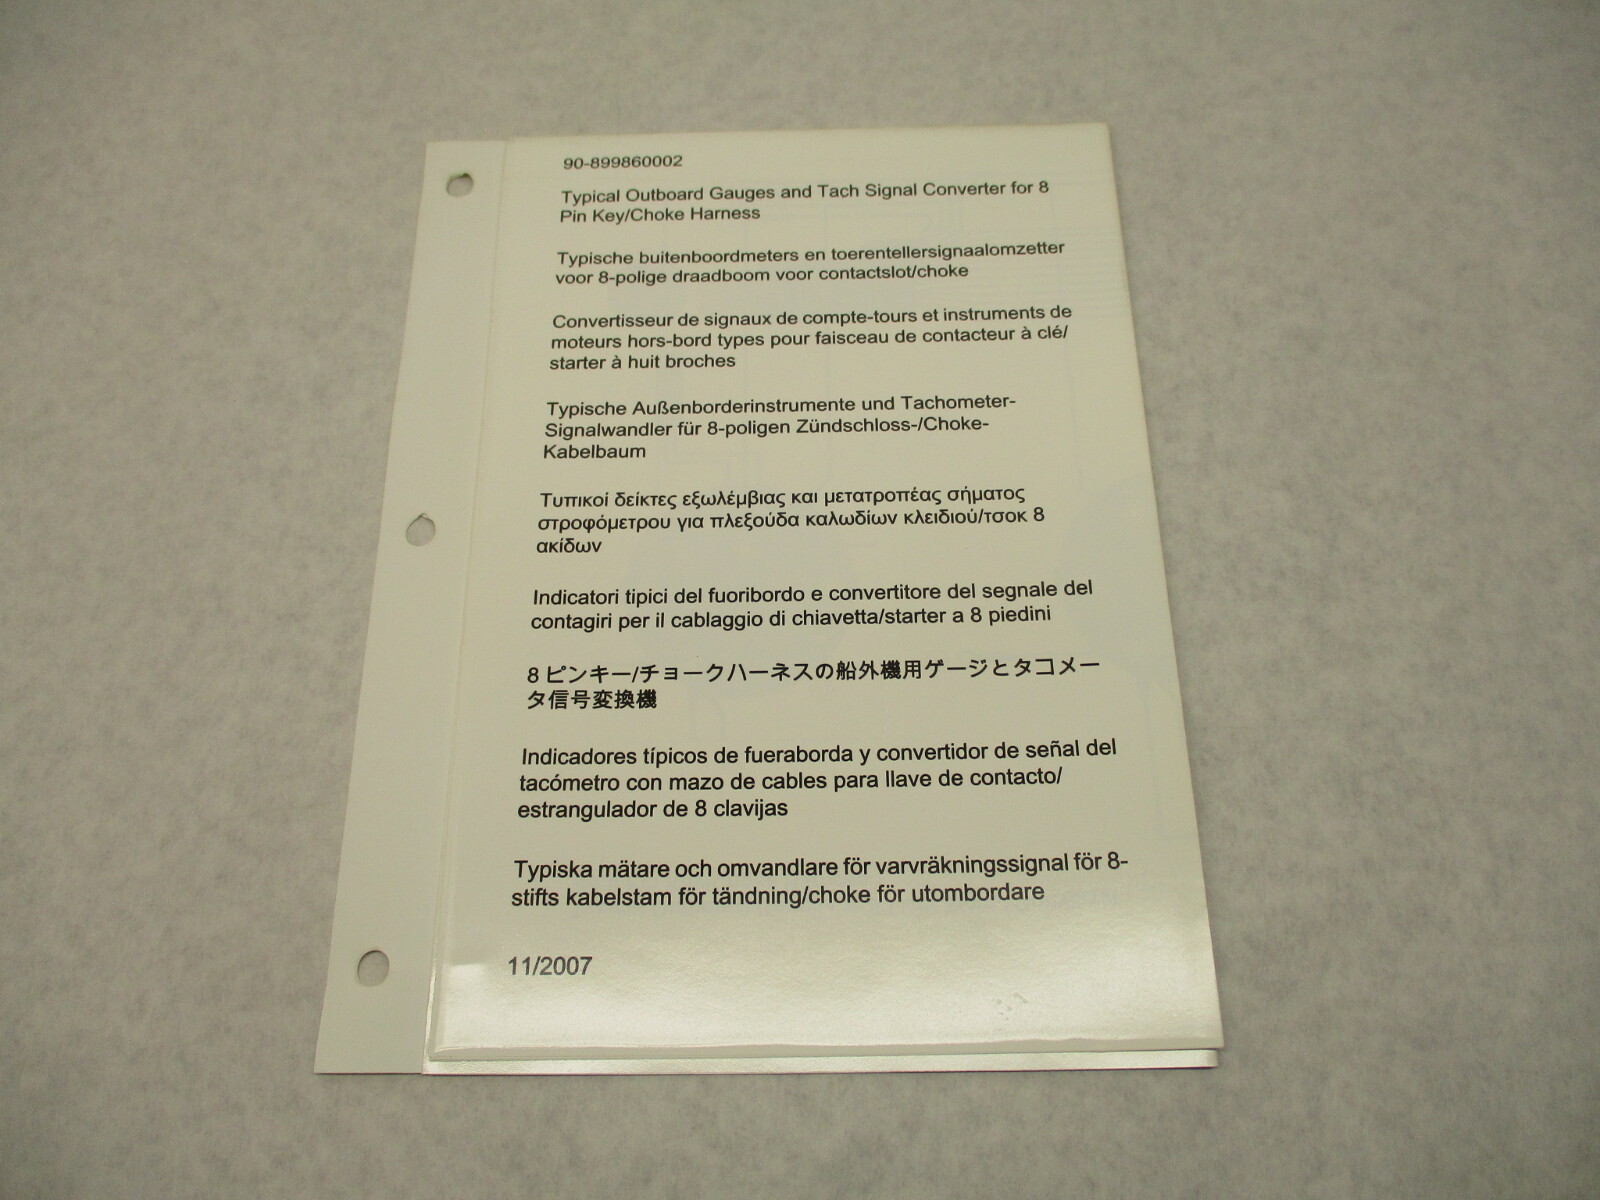 90-899860002
Typical Outboard Gauges and Tach Signal Converter for 8
Pin Key/Choke Harness
Typische buitenboordmeters en toerentellersignaalomzetter
voor 8-polige draadboom voor contactslot/choke
Convertisseur de signaux de compte-tours et instruments de
moteurs hors-bord types pour faisceau de contacteur à clé/
starter à huit broches
Typische Außenborderinstrumente und Tachometer-
Signalwandler für 8-poligen Zündschloss-/Choke-
Kabelbaum
Τυπικοί δείκτες εξωλέμβιας και μετατροπέας σήματος
στροφόμετρου για πλεξούδα καλωδίων κλειδιού/τσοκ 8
ακίδων
Indicatori tipici del fuoribordo e convertitore del segnale del
contagiri per il cablaggio di chiavetta/starter a 8 piedini
8 ピンキー/チョークハーネスの船外機用ゲージとタコメー
タ信号変換機
Indicadores típicos de fueraborda y convertidor de señal del
tacómetro con mazo de cables para llave de contacto/
estrangulador de 8 clavijas
Typiska mätare och omvandlare för varvräkningssignal för 8-
stifts kabelstam för tändning/choke för utombordare
11/2007